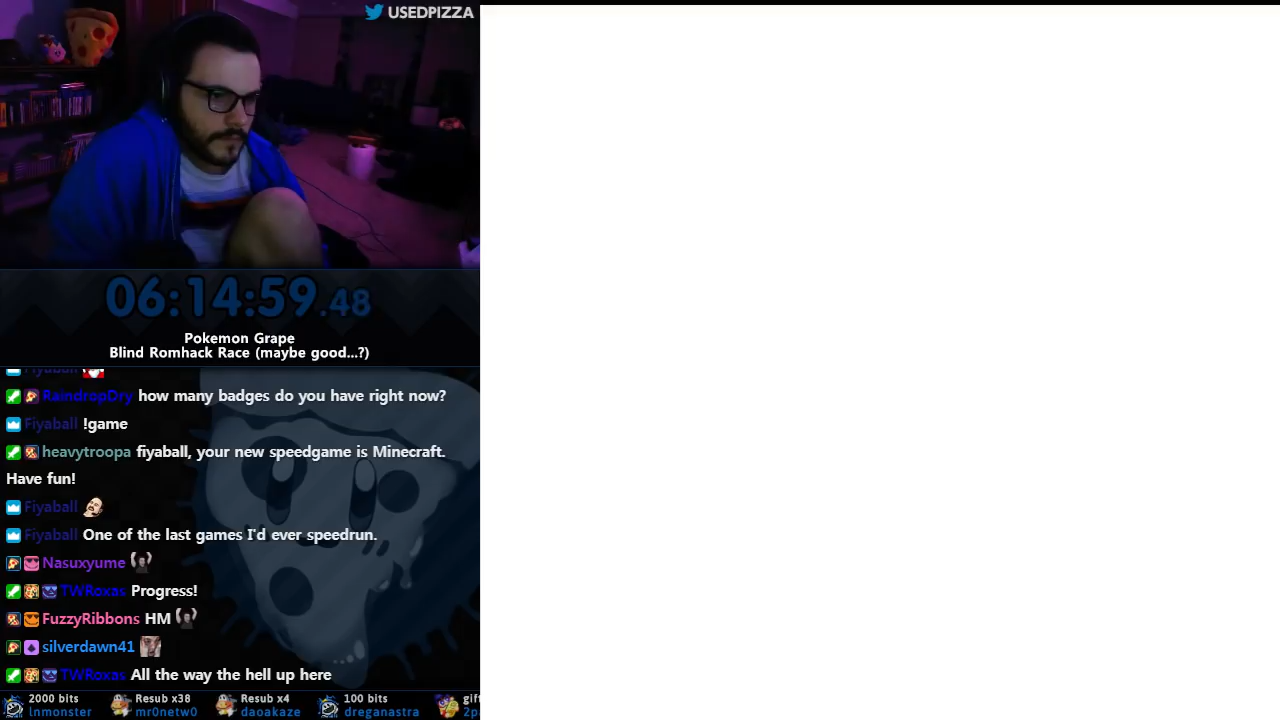 USEDPIZZA
06:14:59.48
Pokemon Grape
Blind Romhack Race (maybe good...?)
Fiyaball
RaindropDry how many badges do you have right now?
Fiyaball !game
heavytroopa fiyaball, your new speedgame is Minecraft.
Have fun!
Fiyaball
Fiyaball One of the last games I'd ever speedrun.
Nasuxyume
TWRoxas Progress!
FuzzyRibbons HM
silverdawn41
TWRoxas All the way the hell up here
2000 bits Resub x38 Resub x4 100 bits gif
lnmonster mr0netw0 daoakaze dreganastra 2p